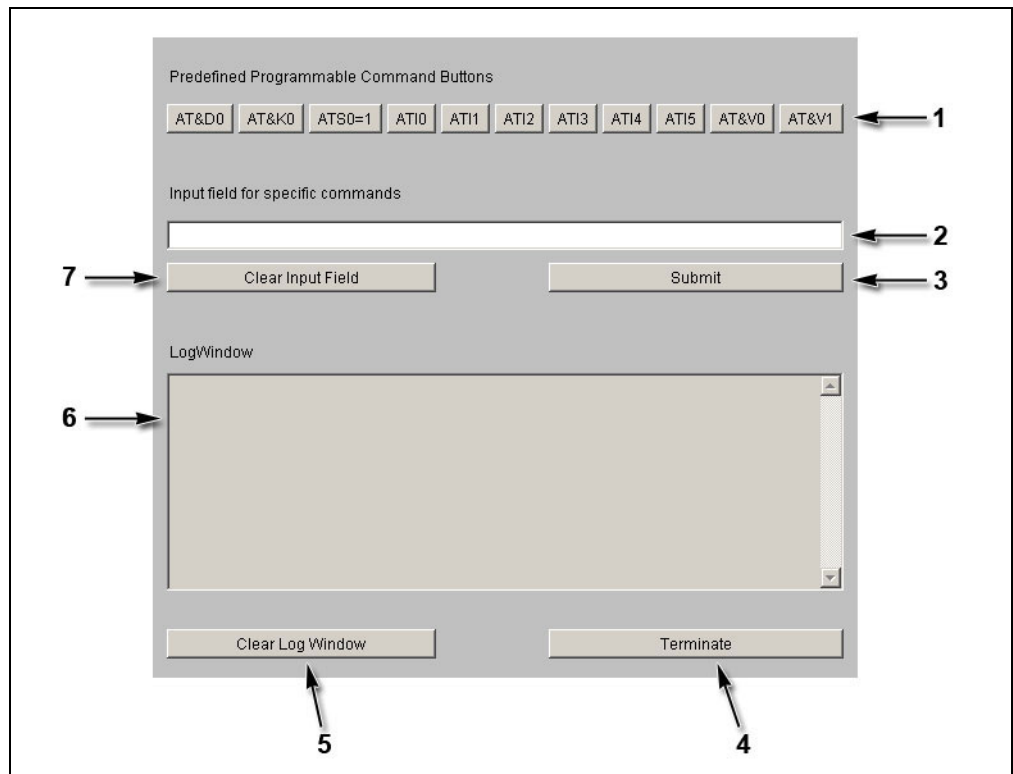 Predefined Programmable Command Buttons
AT&D0 AT&K0 ATS0=1 ATI0 ATI1 ATI2 ATI3 ATI4 ATI5 AT&V0 AT&V1
1
Input field for specific commands
2
7
Clear Input Field
Submit
3
LogWindow
6
Clear Log Window
Terminate
5
4